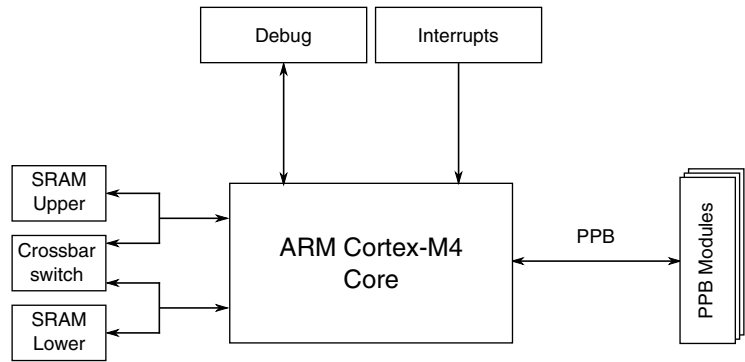 Debug
Interrupts
SRAM
Upper
Crossbar
switch
SRAM
Lower
ARM Cortex-M4
Core
PPB
PPB Modules